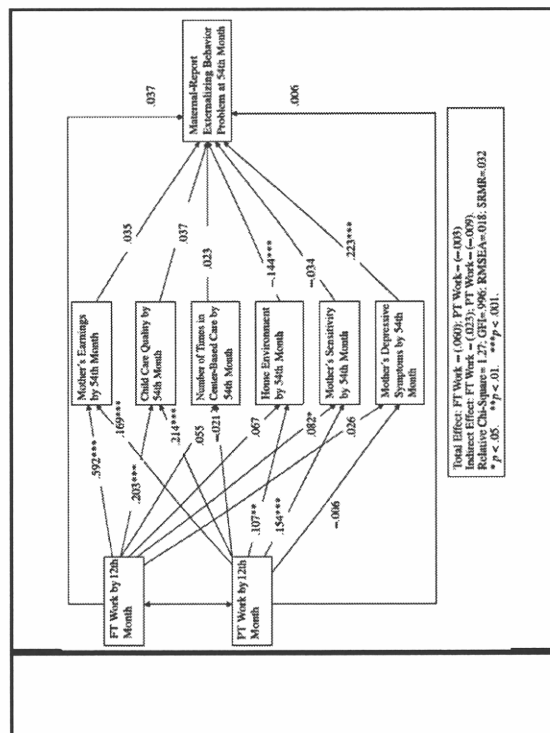 .037
Mother's Earnings
by 54th Month
.035
.592***
.169***
Child Care Quality by
54th Month
.037
FT Work by 12th
Month
.203***
.214***
Number of Times in
Center-Based Care by
54th Month
.023
Maternal-Report
Externalizing Behavior
Problem at 54th Month
.055
-.021
PT Work by 12th
Month
.067
.107**
Home Environment
by 54th Month
-.144***
.082*
.154***
Mother's Sensitivity
by 54th Month
-.034
.026
-.006
Mother's Depressive
Symptoms by 54th
Month
.223***
.006
Total Effect: FT Work = (.060); PT Work = (-.003)
Indirect Effect: FT Work = (.023); PT Work = (-.009).
Relative Chi-Square = 1.27; GFI=.996; RMSEA=.018; SRMR=.032
* p < .05. **p < .01. ***p < .001.